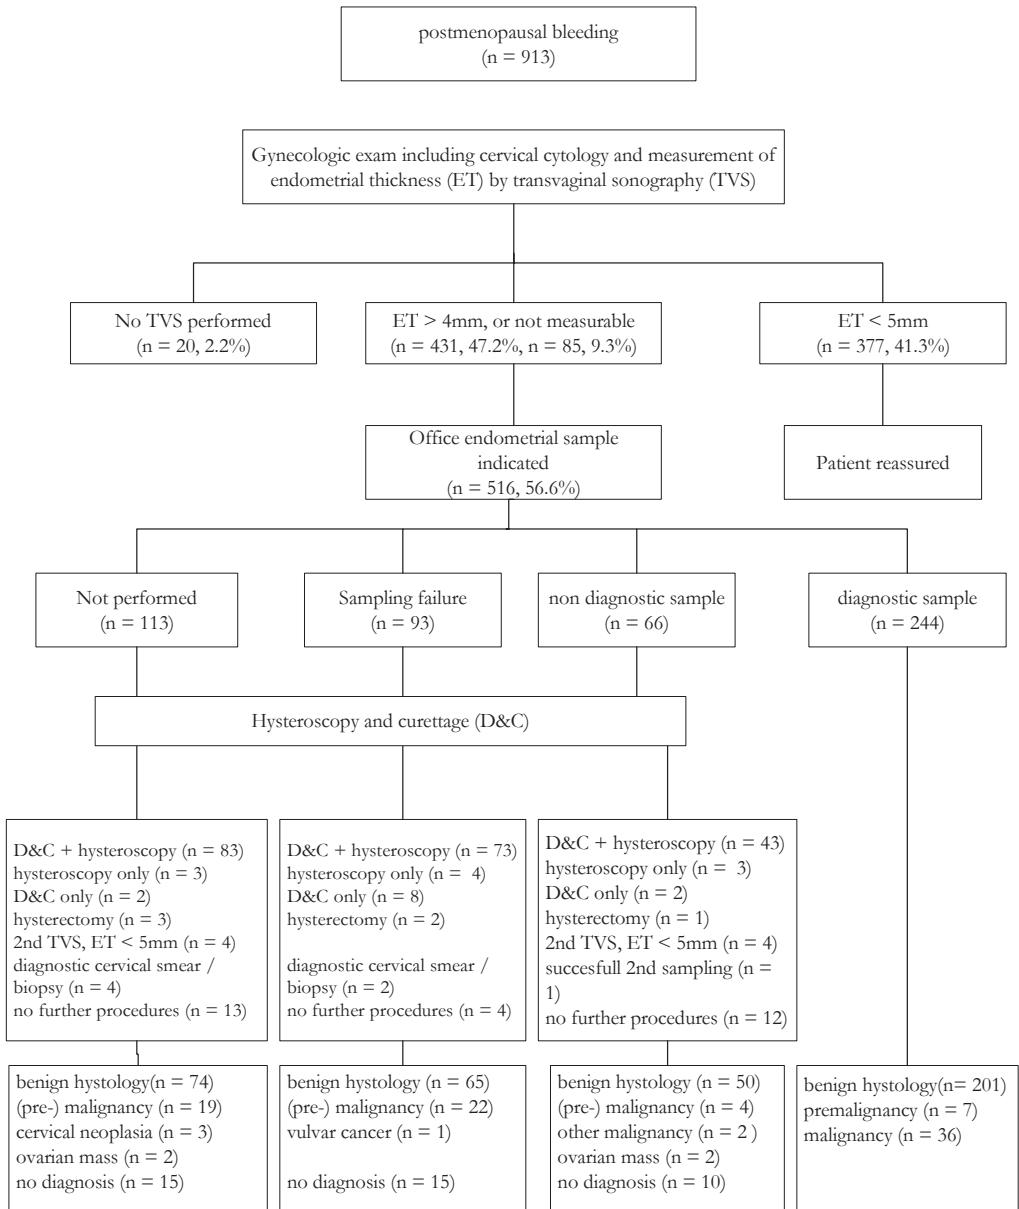 postmenopausal bleeding
(n = 913)
Gynecologic exam including cervical cytology and measurement of
endometrial thickness (ET) by transvaginal sonography (TVS)
No TVS performed
(n = 20, 2.2%)
ET > 4mm, or not measurable
(n = 431, 47.2%, n = 85, 9.3%)
ET < 5mm
(n = 377, 41.3%)
Office endometrial sample
indicated
(n = 516, 56.6%)
Patient reassured
Not performed
(n = 113)
Sampling failure
(n = 93)
non diagnostic sample
(n = 66)
diagnostic sample
(n = 244)
Hysteroscopy and curettage (D&C)
D&C + hysteroscopy (n = 83)
hysteroscopy only (n = 3)
D&C only (n = 2)
hysterectomy (n = 3)
2nd TVS, ET < 5mm (n = 4)
diagnostic cervical smear /
biopsy (n = 4)
no further procedures (n = 13)
D&C + hysteroscopy (n = 73)
hysteroscopy only (n =  4)
D&C only (n = 8)
hysterectomy (n = 2)
diagnostic cervical smear /
biopsy (n = 2)
no further procedures (n = 4)
D&C + hysteroscopy (n = 43)
hysteroscopy only (n =  3)
D&C only (n = 2)
hysterectomy (n = 1)
2nd TVS, ET < 5mm (n = 4)
succesfull 2nd sampling (n =
1)
no further procedures (n = 12)
benign hystology(n = 74)
(pre-) malignancy (n = 19)
cervical neoplasia (n = 3)
ovarian mass (n = 2)
no diagnosis (n = 15)
benign hystology (n = 65)
(pre-) malignancy (n = 22)
vulvar cancer (n = 1)
no diagnosis (n = 15)
benign hystology (n = 50)
(pre-) malignancy (n = 4)
other malignancy (n = 2 )
ovarian mass (n = 2)
no diagnosis (n = 10)
benign hystology(n= 201)
premalignancy (n = 7)
malignancy (n = 36)